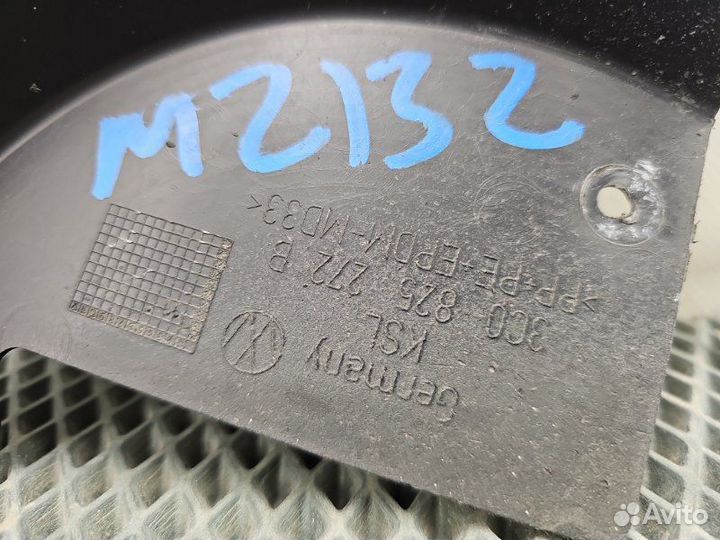 M2132
>PP+PE+EPDM-MD33<
3C0 825 272 B
KSL
Germany
Avito